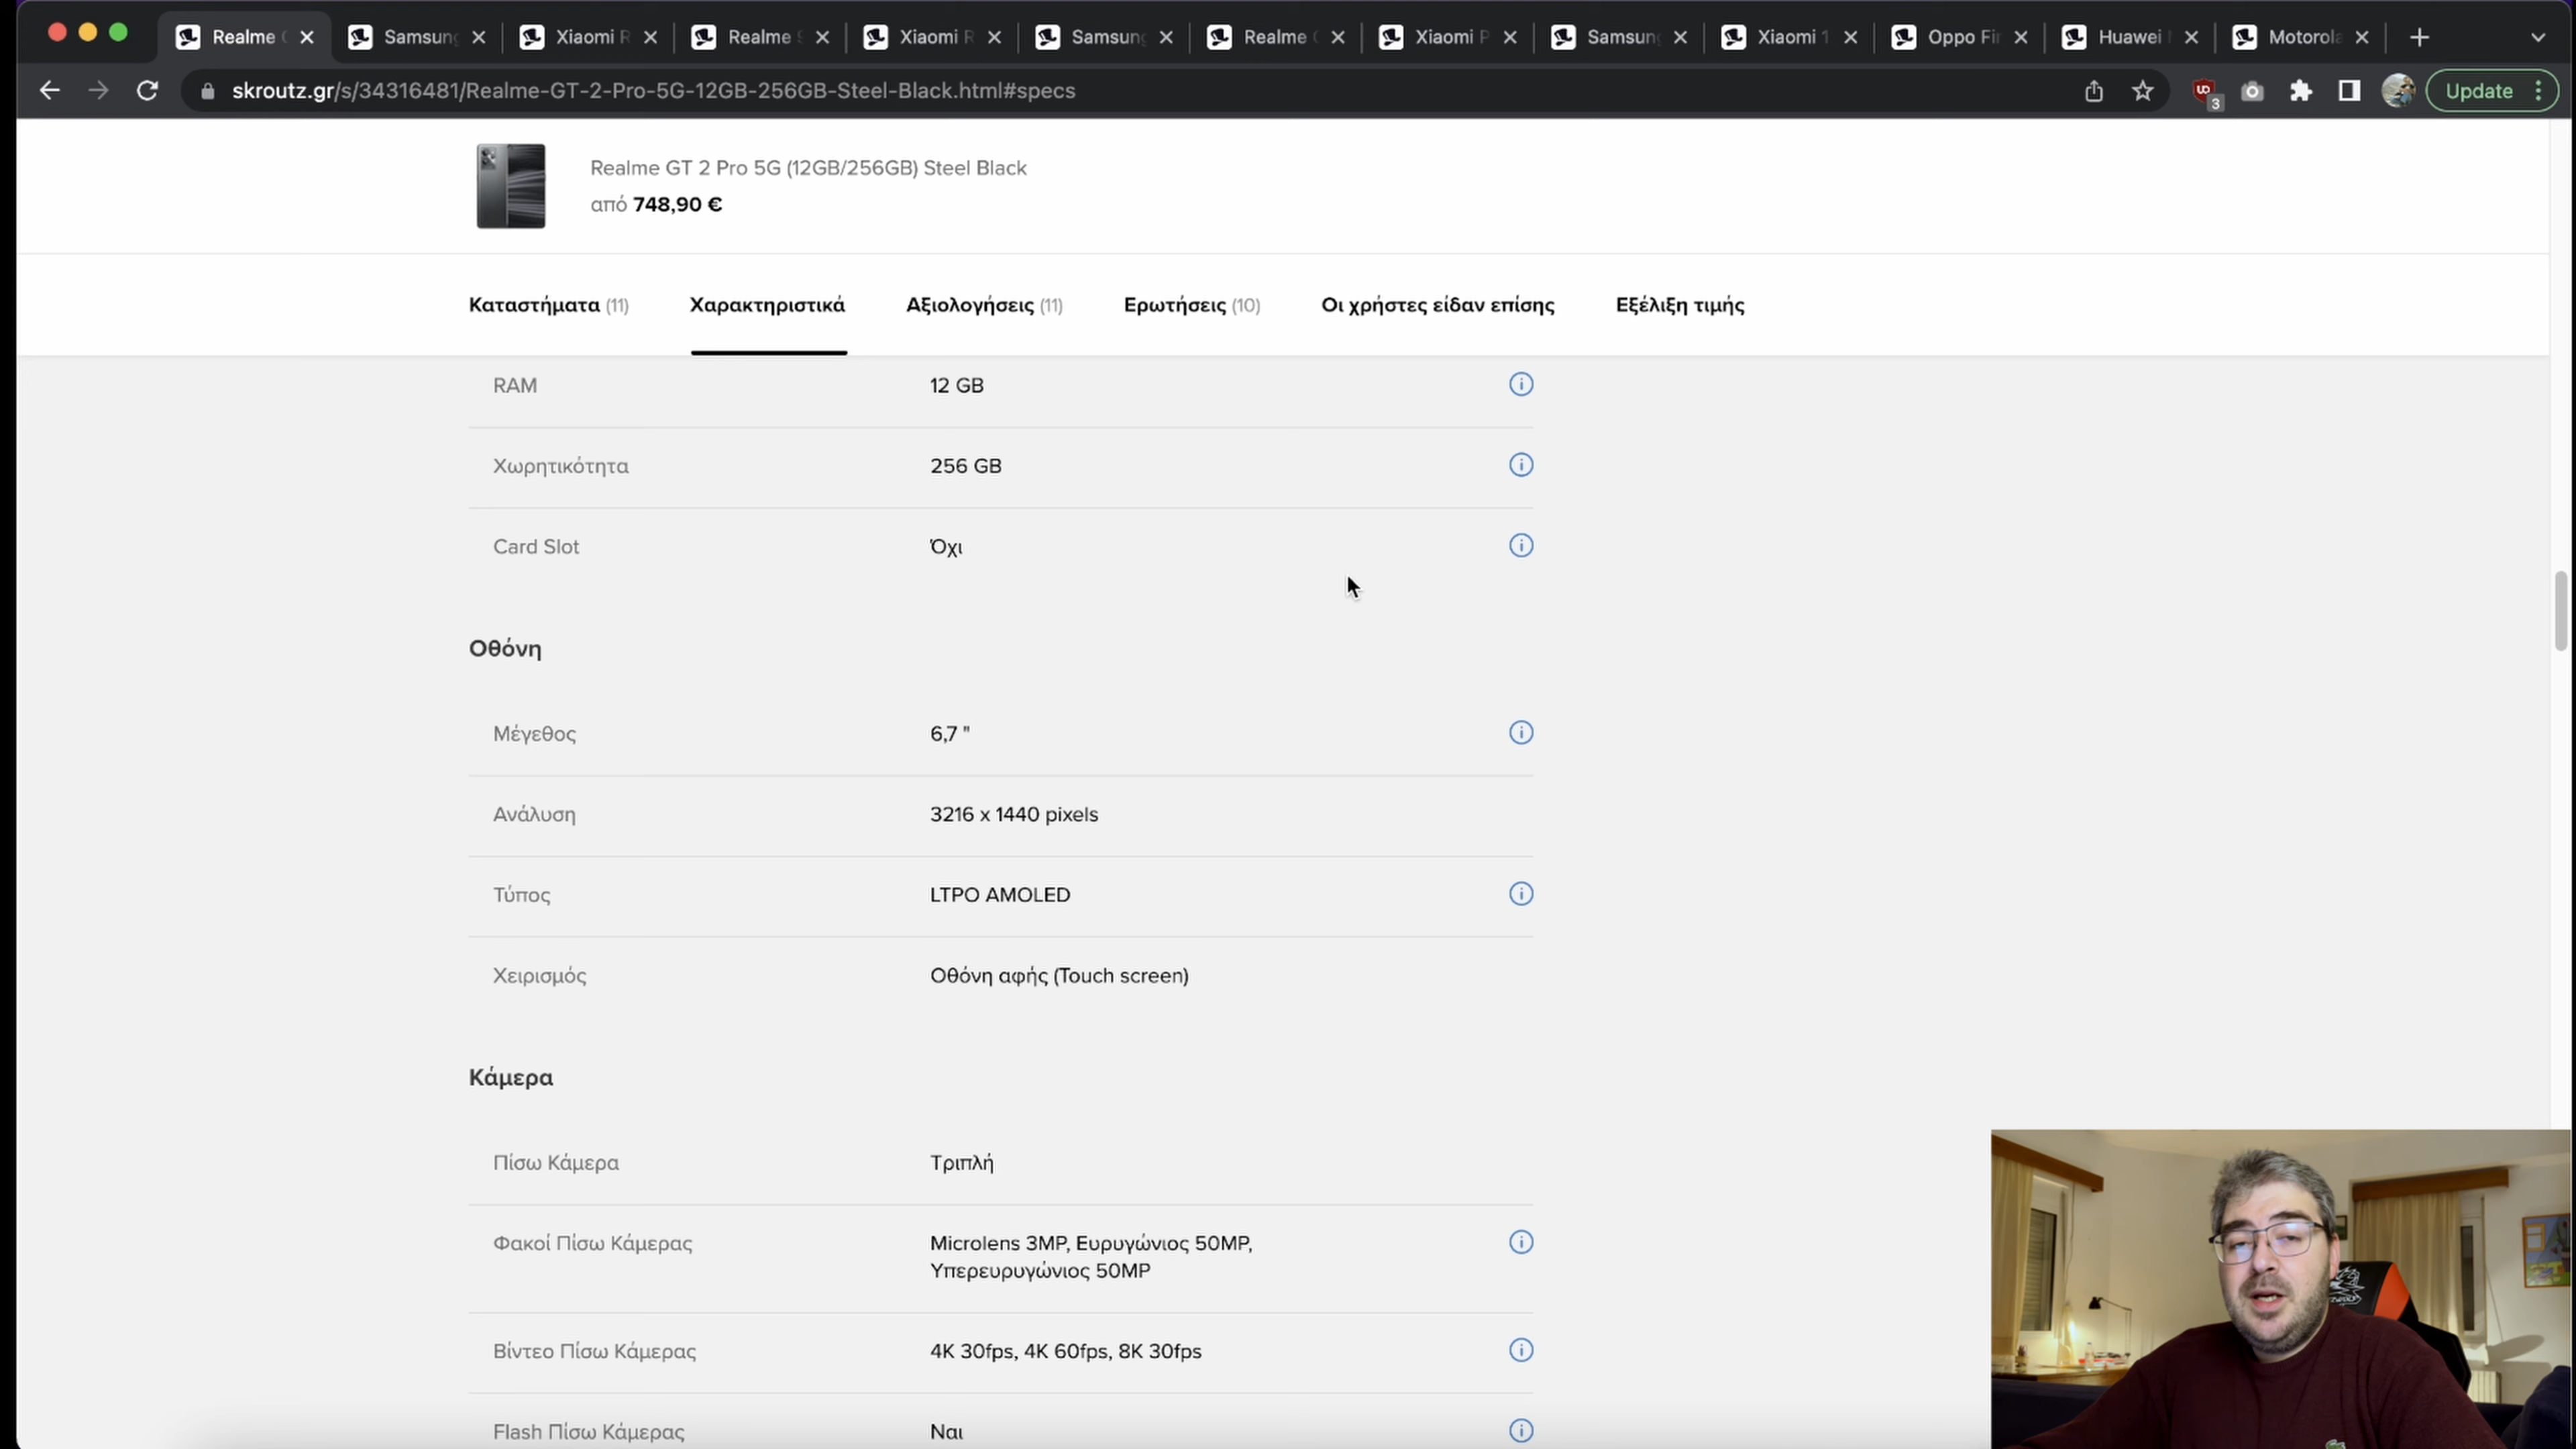 Realme
Samsung
Xiaomi R
Realme
Xiaomi R
Samsung
Realme
Xiaomi P
Samsung
Xiaomi 1
Oppo Fi
Huawei
Motorola
skroutz.gr/s/34316481/Realme-GT-2-Pro-5G-12GB-256GB-Steel-Black.html#specs
3
Update
Realme GT 2 Pro 5G (12GB/256GB) Steel Black
από 748,90 €
Καταστήματα (11) Χαρακτηριστικά Αξιολογήσεις (11) Ερωτήσεις (10) Οι χρήστες είδαν επίσης Εξέλιξη τιμής
RAM 12 GB
Χωρητικότητα 256 GB
Card Slot Όχι
Οθόνη
Μέγεθος 6,7 "
Ανάλυση 3216 x 1440 pixels
Τύπος LTPO AMOLED
Χειρισμός Οθόνη αφής (Touch screen)
Κάμερα
Πίσω Κάμερα Τριπλή
Φακοί Πίσω Κάμερας Microlens 3MP, Ευρυγώνιος 50MP,
Υπερευρυγώνιος 50MP
Βίντεο Πίσω Κάμερας 4K 30fps, 4K 60fps, 8K 30fps
Flash Πίσω Κάμερας Ναι